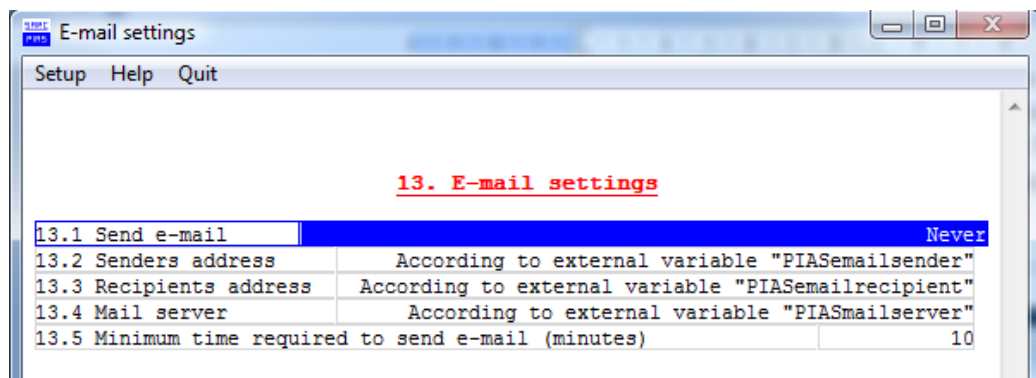 SARC
PIAS
E-mail settings
Setup Help Quit
13. E-mail settings
13.1 Send e-mail Never
13.2 Senders address According to external variable "PIASemailsender"
13.3 Recipients address According to external variable "PIASemailrecipient"
13.4 Mail server According to external variable "PIASmailserver"
13.5 Minimum time required to send e-mail (minutes) 10